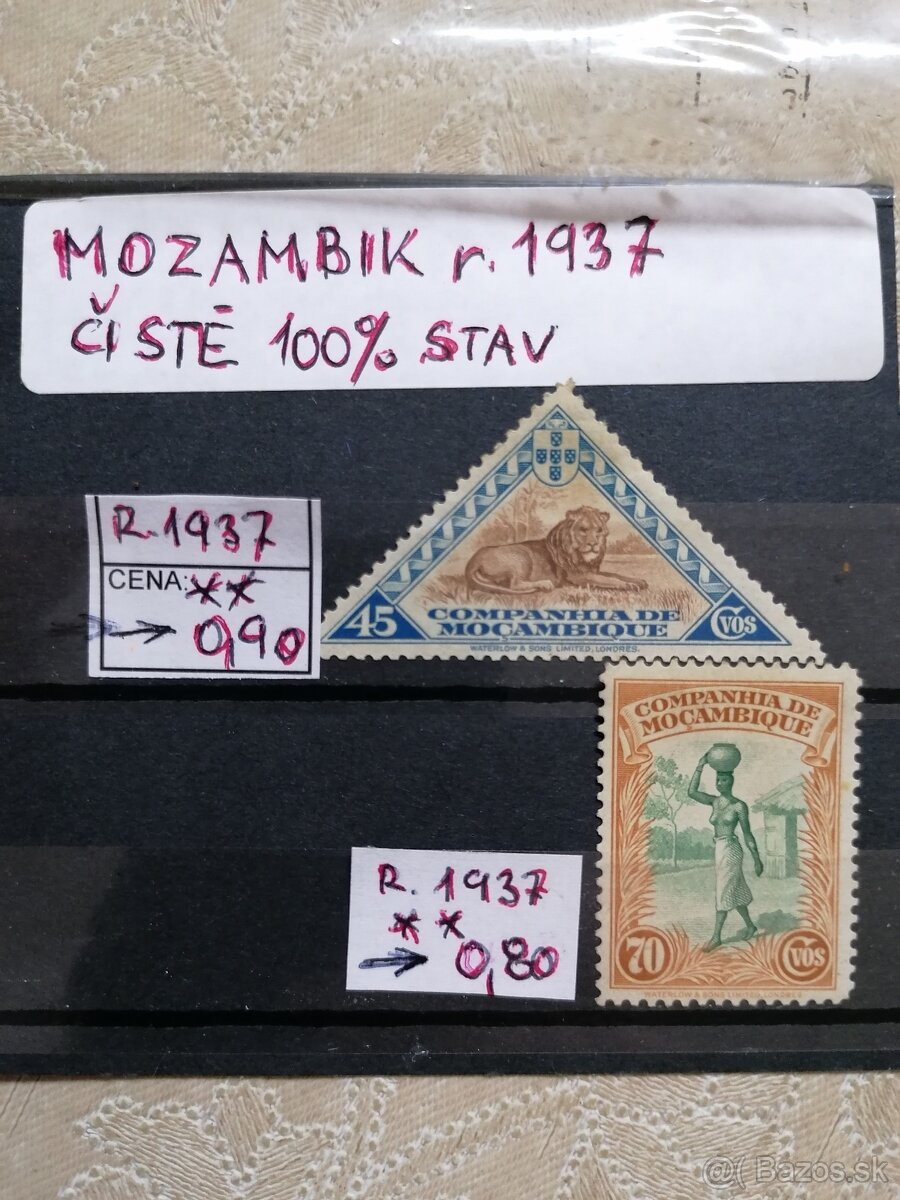 MOZAMBIK r. 1937
ČISTÉ 100% STAV
R. 1937
CENA: **
0,90
45 COMPANHIA DE CVOS
MOÇAMBIQUE
WATERLOW & SONS LIMITED, LONDRES.
COMPANHIA DE
MOÇAMBIQUE
70 CVOS
WATERLOW & SONS LIMITED, LONDRES
R. 1937
**
0,80
@( Bazos.sk